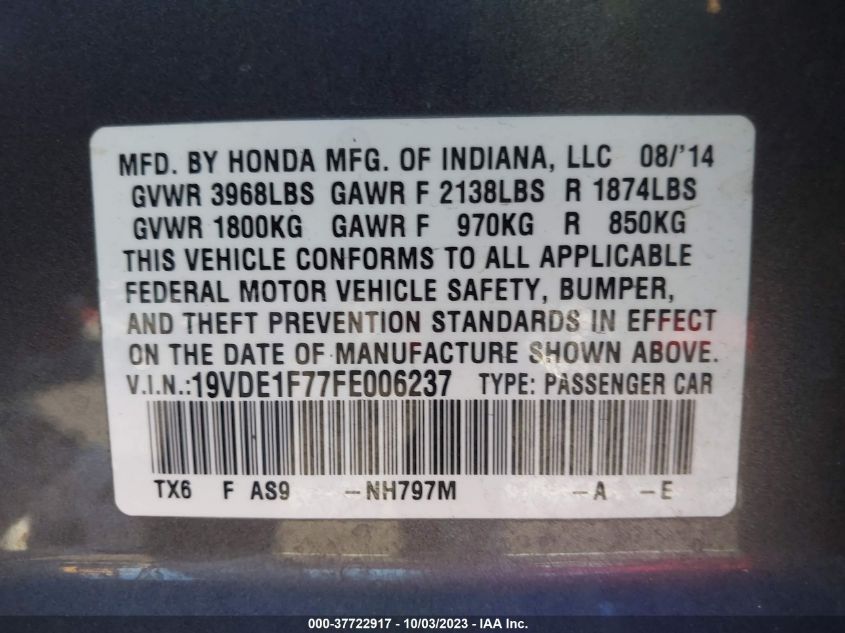 MFD. BY HONDA MFG. OF INDIANA, LLC 08/'14
GVWR 3968LBS GAWR F 2138LBS R 1874LBS
GVWR 1800KG GAWR F 970KG R 850KG
THIS VEHICLE CONFORMS TO ALL APPLICABLE
FEDERAL MOTOR VEHICLE SAFETY, BUMPER,
AND THEFT PREVENTION STANDARDS IN EFFECT
ON THE DATE OF MANUFACTURE SHOWN ABOVE.
V.I.N.:19VDE1F77FE006237 TYPE: PASSENGER CAR
TX6 F AS9 -NH797M -A -E
000-37722917 - 10/03/2023 - IAA Inc.